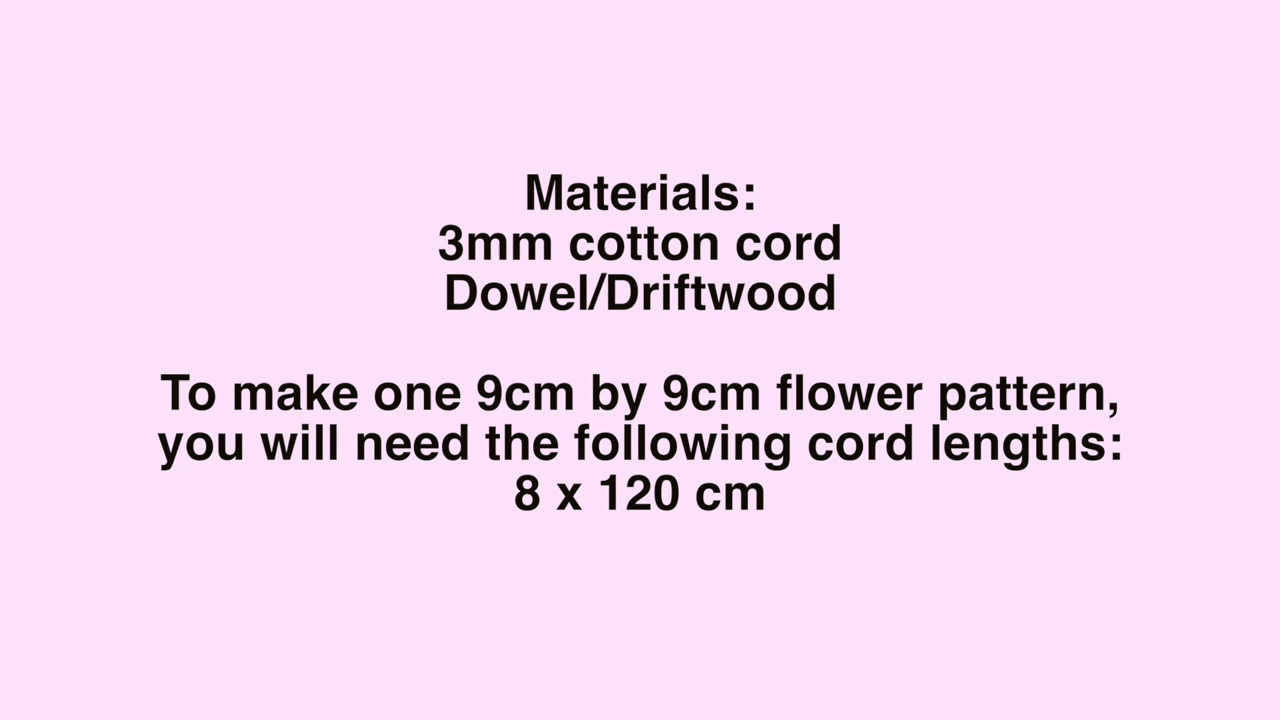 Materials:
3mm cotton cord
Dowel/Driftwood
To make one 9cm by 9cm flower pattern,
you will need the following cord lengths:
8 x 120 cm